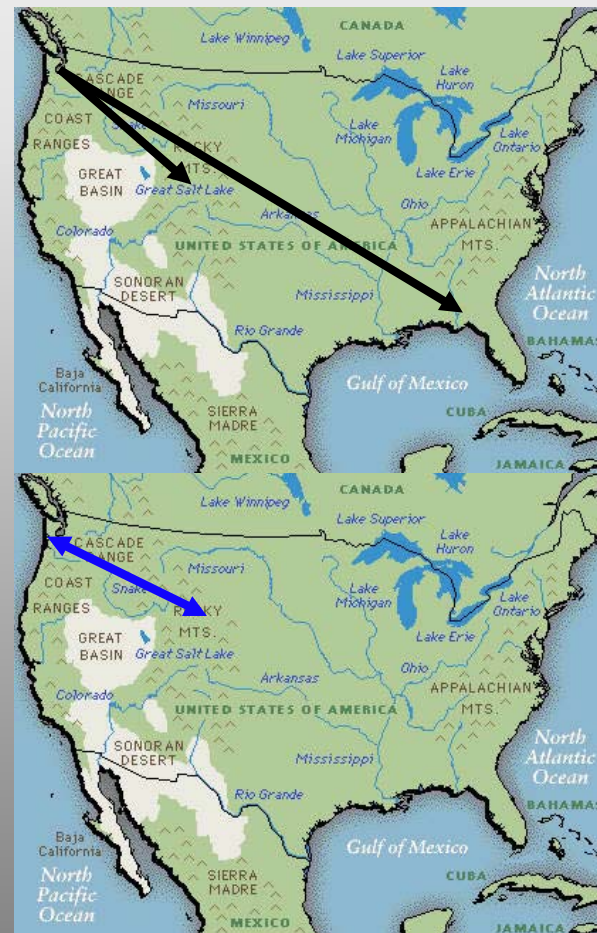 CANADA
Lake Winnipeg
Lake Superior
Lake
Huron
CASCADE
RANGE
Missouri
COAST
RANGES
Lake
Michigan
Lake
Ontario
ROCKY
MTS.
GREAT
BASIN
Great Salt Lake
Lake Erie
Ohio
Arkansas
Colorado
APPALACHIAN
MTS.
UNITED STATES OF AMERICA
SONORAN
DESERT
Mississippi
North
Atlantic
Ocean
Rio Grande
BAHAMAS
Baja
California
Gulf of Mexico
North
Pacific
Ocean
SIERRA
MADRE
CUBA
MEXICO
JAMAICA
CANADA
Lake Winnipeg
Lake Superior
Lake
Huron
CASCADE
RANGE
Missouri
COAST
RANGES
Snake
Lake
Michigan
Lake
Ontario
ROCKY
MTS.
GREAT
BASIN
Great Salt Lake
Lake Erie
Ohio
Arkansas
Colorado
APPALACHIAN
MTS.
UNITED STATES OF AMERICA
SONORAN
DESERT
Mississippi
North
Atlantic
Ocean
Rio Grande
BAHAMAS
Baja
California
Gulf of Mexico
North
Pacific
Ocean
SIERRA
MADRE
CUBA
MEXICO
JAMAICA